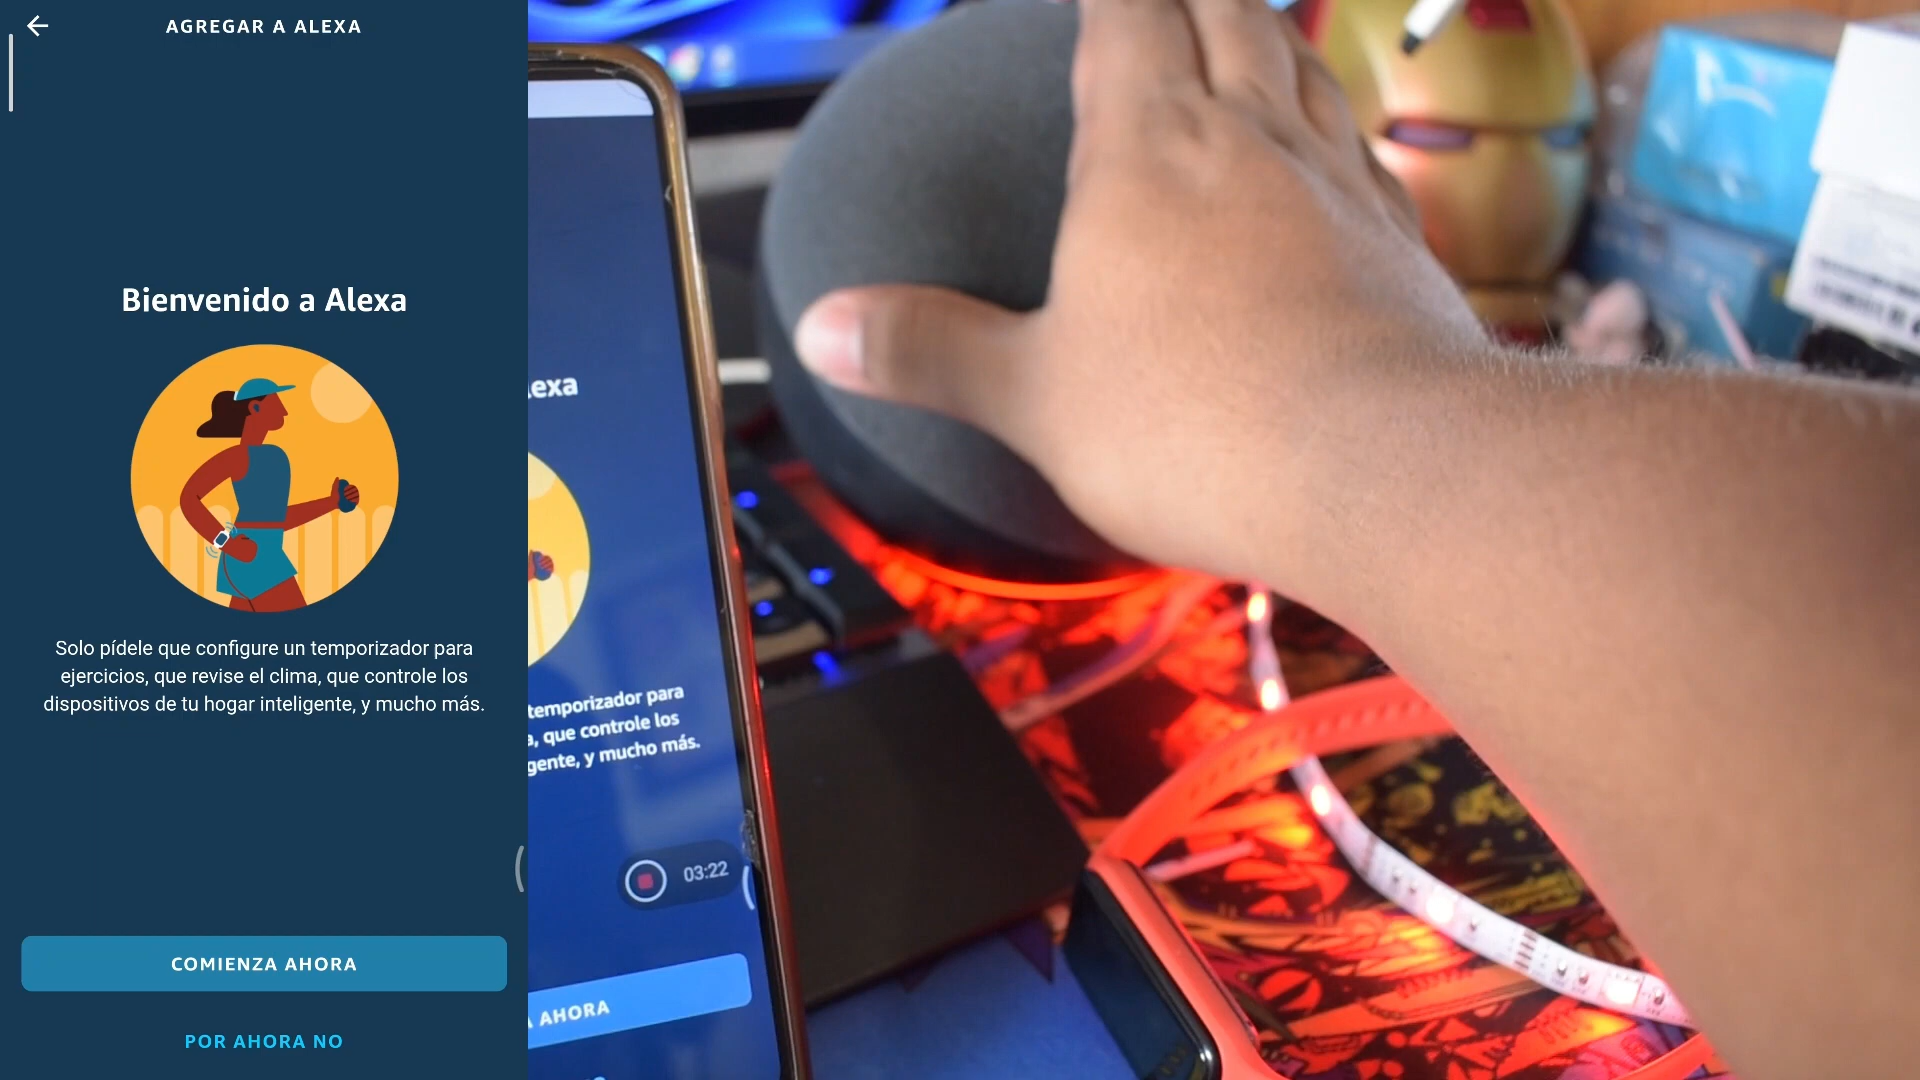 AGREGAR A ALEXA
Bienvenido a Alexa
Solo pídele que configure un temporizador para
ejercicios, que revise el clima, que controle los
dispositivos de tu hogar inteligente, y mucho más.
COMIENZA AHORA
POR AHORA NO
lexa
temporizador para
a, que controle los
gente, y mucho más.
03:22
A AHORA